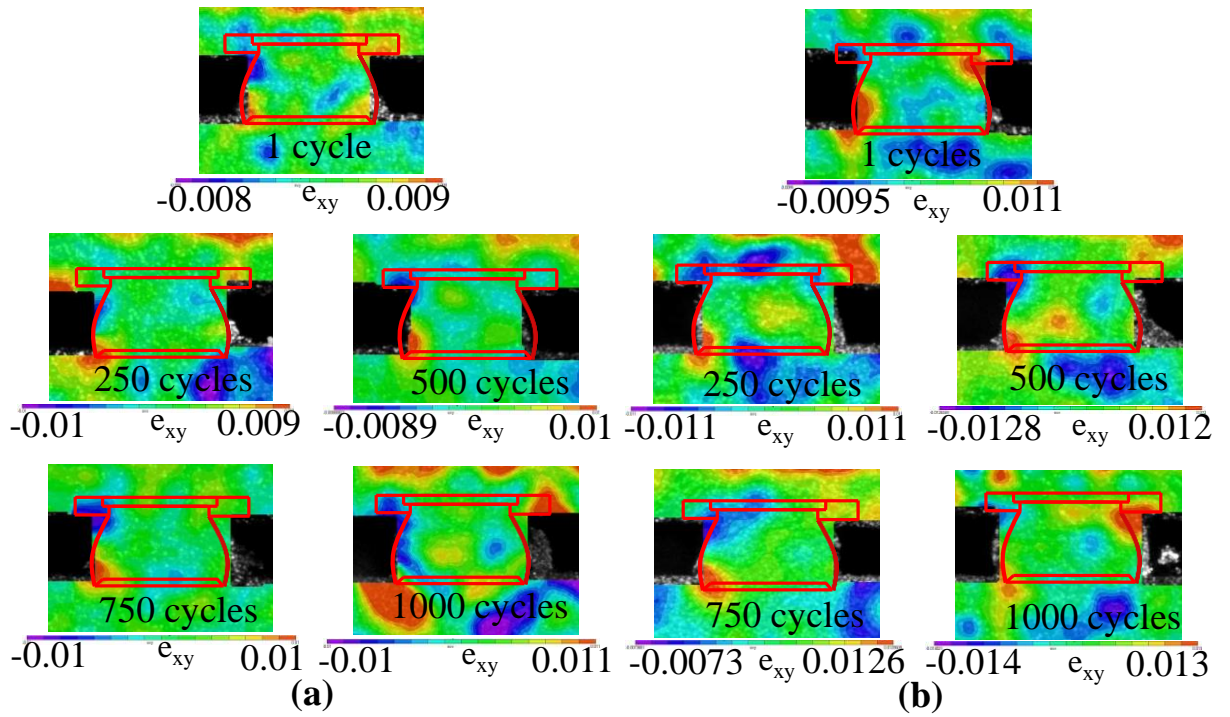 1 cycle
-0.008 e_xy 0.009
1 cycles
-0.0095 e_xy 0.011
250 cycles
-0.01 e_xy 0.009
500 cycles
-0.0089 e_xy 0.01
250 cycles
-0.011 e_xy 0.011
500 cycles
-0.0128 e_xy 0.012
750 cycles
-0.01 e_xy 0.01
1000 cycles
-0.01 e_xy 0.011
750 cycles
-0.0073 e_xy 0.0126
1000 cycles
-0.014 e_xy 0.013
(a)
(b)